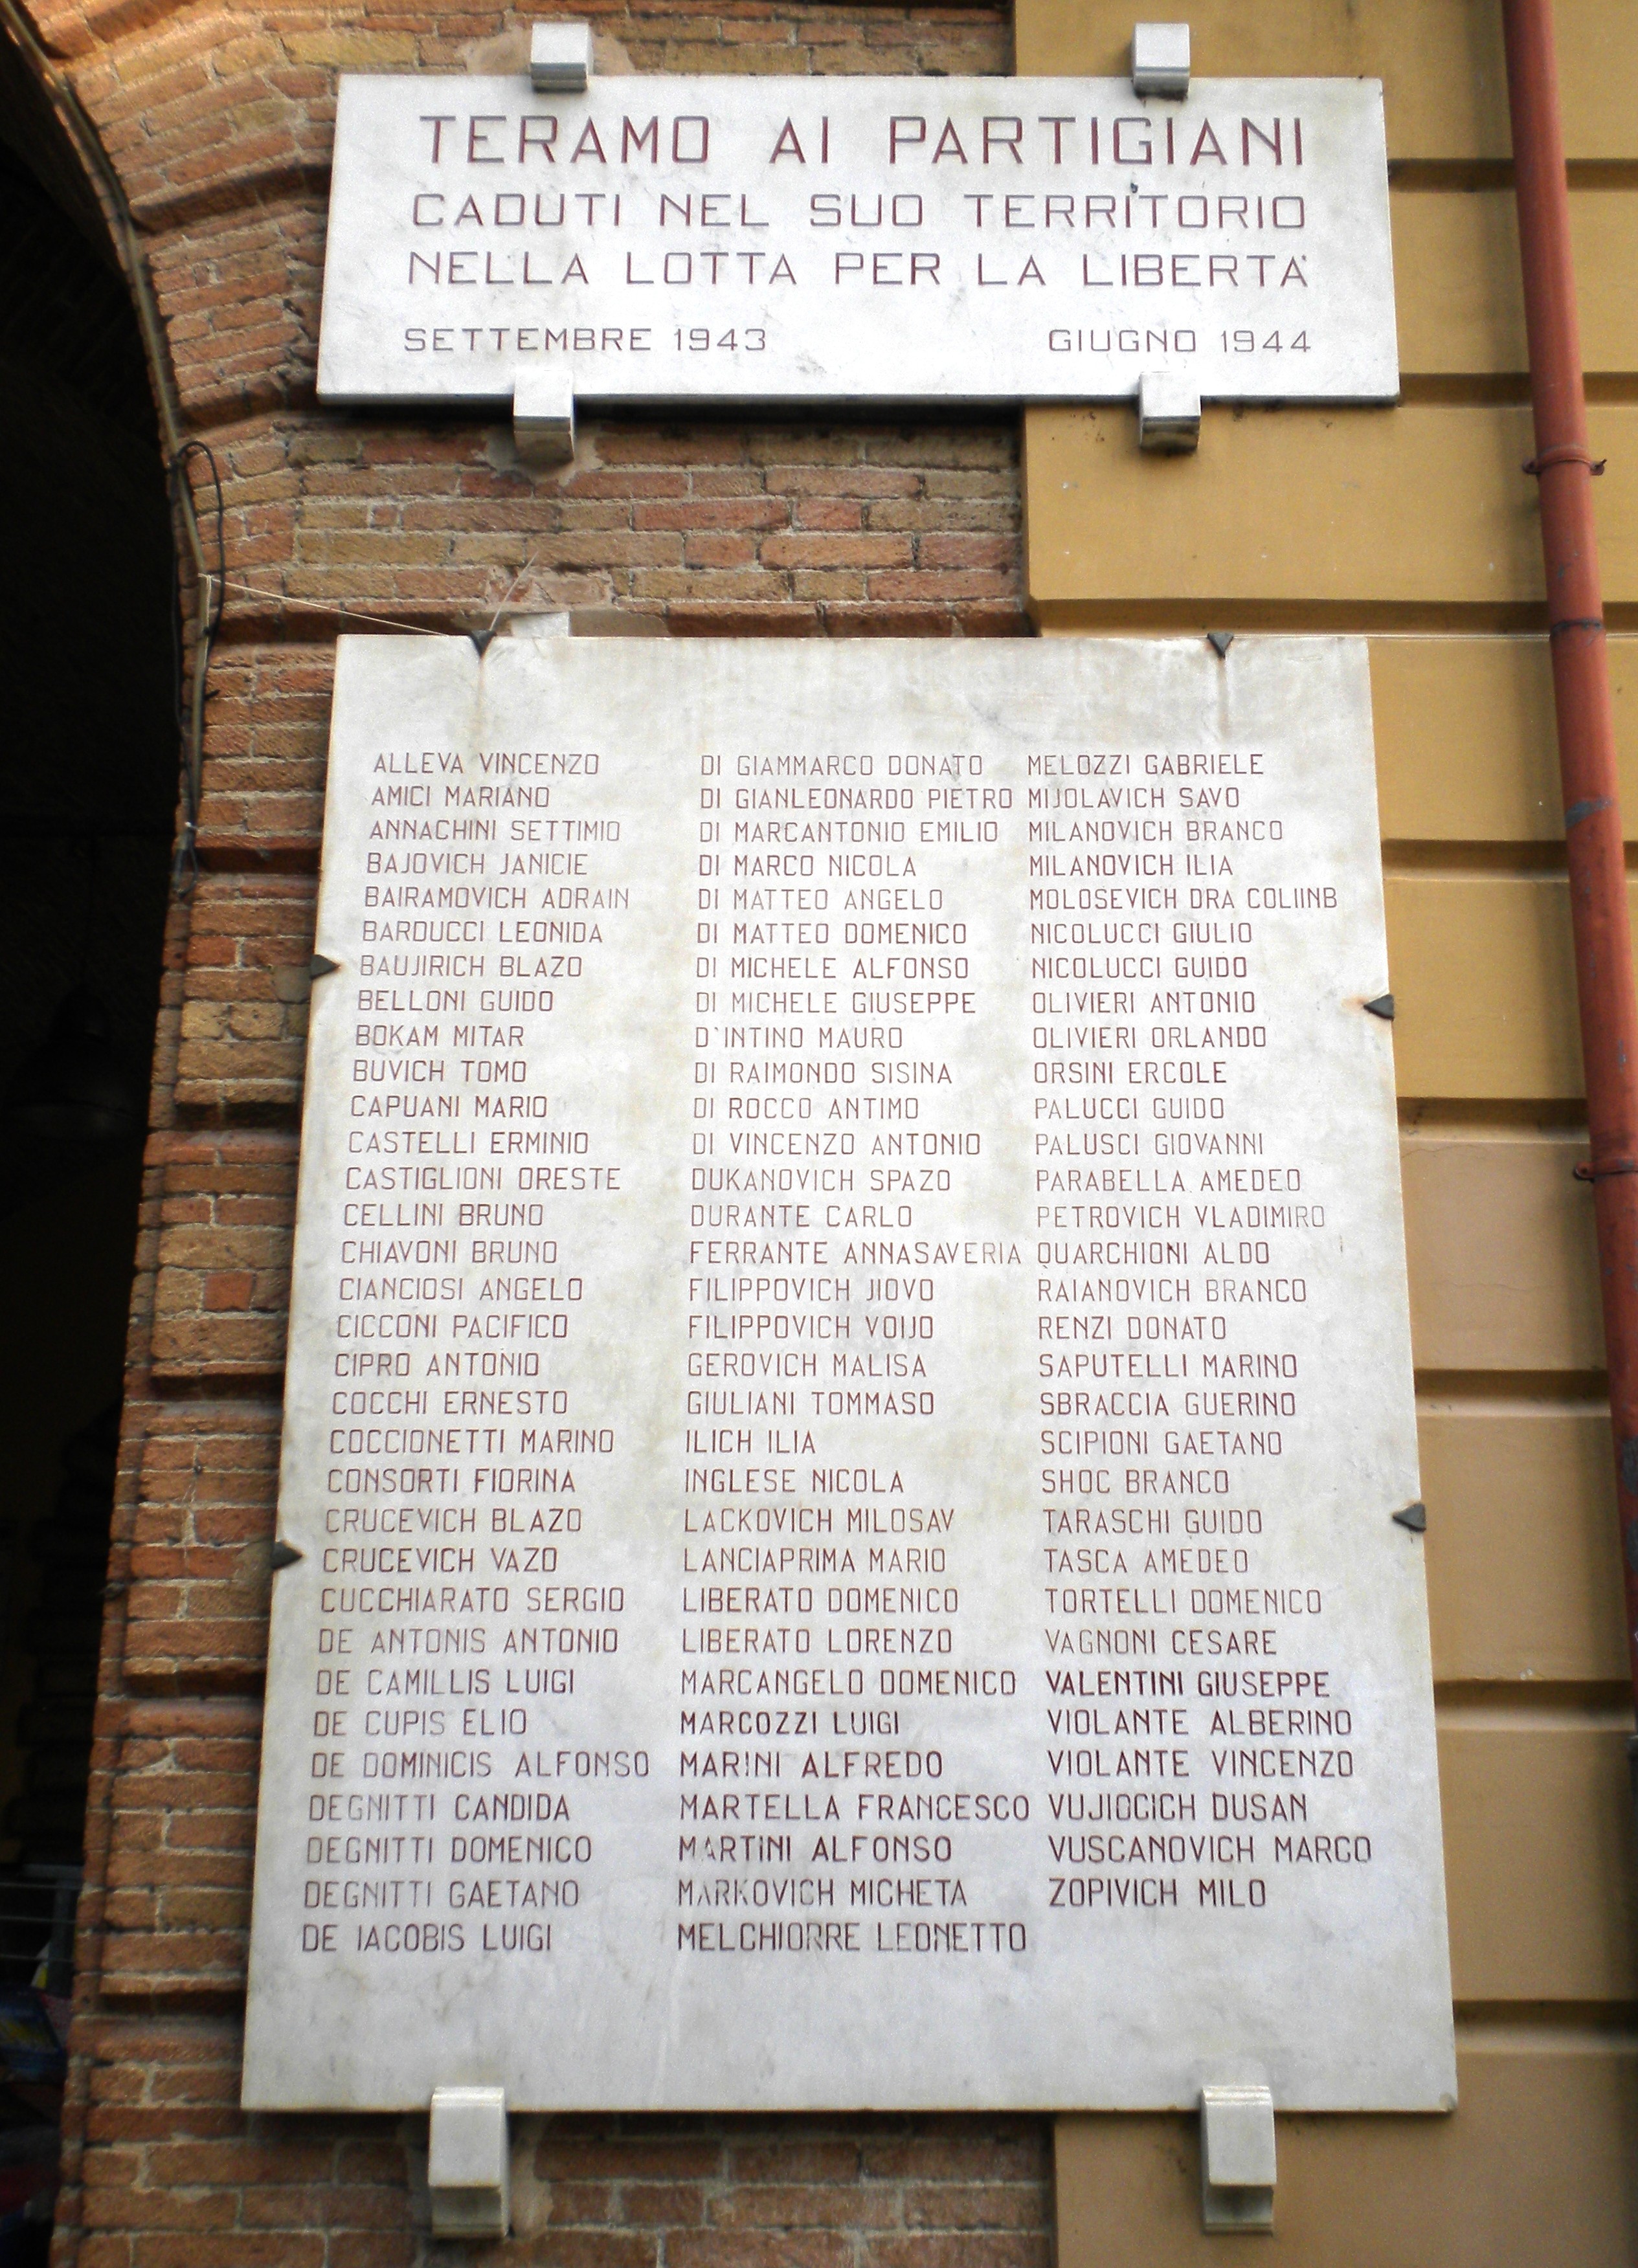 TERAMO AI PARTIGIANI
CADUTI NEL SUO TERRITORIO
NELLA LOTTA PER LA LIBERTA'
SETTEMBRE 1943 GIUGNO 1944
ALLEVA VINCENZO
AMICI MARIANO
ANNACHINI SETTIMIO
BAJOVICH JANICIE
BAIRAMOVICH ADRAIN
BARDUCCI LEONIDA
BAUJIRICH BLAZO
BELLONI GUIDO
BOKAM MITAR
BUVICH TOMO
CAPUANI MARIO
CASTELLI ERMINIO
CASTIGLIONI ORESTE
CELLINI BRUNO
CHIAVONI BRUNO
CIANCIOSI ANGELO
CICCONI PACIFICO
CIPRO ANTONIO
COCCHI ERNESTO
COCCIONETTI MARINO
CONSORTI FIORINA
CRUCEVICH BLAZO
CRUCEVICH VAZO
CUCCHIARATO SERGIO
DE ANTONIS ANTONIO
DE CAMILLIS LUIGI
DE CUPIS ELIO
DE DOMINICIS ALFONSO
DEGNITTI CANDIDA
DEGNITTI DOMENICO
DEGNITTI GAETANO
DE IACOBIS LUIGI
DI GIAMMARCO DONATO
DI GIANLEONARDO PIETRO
DI MARCANTONIO EMILIO
DI MARCO NICOLA
DI MATTEO ANGELO
DI MATTEO DOMENICO
DI MICHELE ALFONSO
DI MICHELE GIUSEPPE
D'INTINO MAURO
DI RAIMONDO SISINA
DI ROCCO ANTIMO
DI VINCENZO ANTONIO
DUKANOVICH SPAZO
DURANTE CARLO
FERRANTE ANNASAVERIA
FILIPPOVICH JIOVO
FILIPPOVICH VOIJO
GEROVICH MALISA
GIULIANI TOMMASO
ILICH ILIA
INGLESE NICOLA
LACKOVICH MILOSAV
LANCIAPRIMA MARIO
LIBERATO DOMENICO
LIBERATO LORENZO
MARCANGELO DOMENICO
MARCOZZI LUIGI
MARINI ALFREDO
MARTELLA FRANCESCO
MARTINI ALFONSO
MARKOVICH MICHETA
MELCHIORRE LEONETTO
MELOZZI GABRIELE
MIJOLAVICH SAVO
MILANOVICH BRANCO
MILANOVICH ILIA
MOLOSEVICH DRA COLIINB
NICOLUCCI GIULIO
NICOLUCCI GUIDO
OLIVIERI ANTONIO
OLIVIERI ORLANDO
ORSINI ERCOLE
PALUCCI GUIDO
PALUSCI GIOVANNI
PARABELLA AMEDEO
PETROVICH VLADIMIRO
QUARCHIONI ALDO
RAIANOVICH BRANCO
RENZI DONATO
SAPUTELLI MARINO
SBRACCIA GUERINO
SCIPIONI GAETANO
SHOC BRANCO
TARASCHI GUIDO
TASCA AMEDEO
TORTELLI DOMENICO
VAGNONI CESARE
VALENTINI GIUSEPPE
VIOLANTE ALBERINO
VIOLANTE VINCENZO
VUJIOCICH DUSAN
VUSCANOVICH MARCO
ZOPIVICH MILO